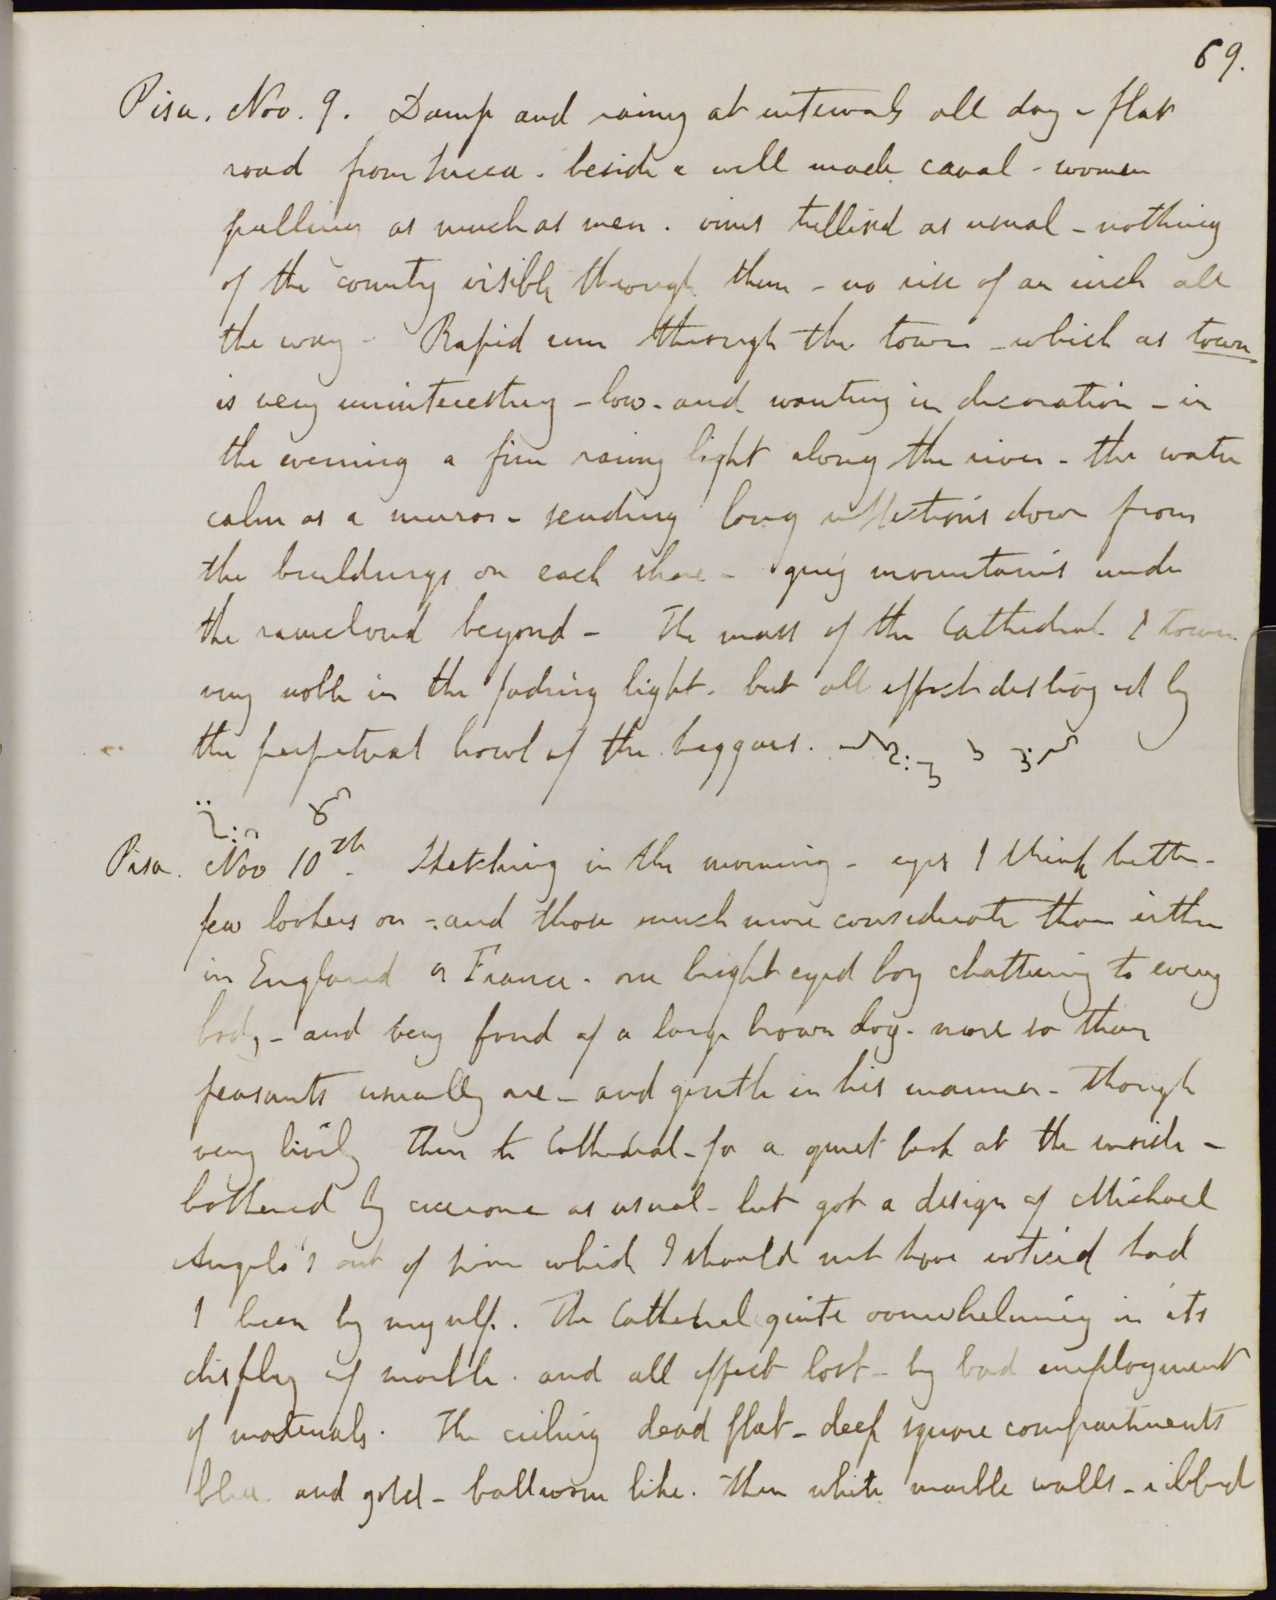 69.
Pisa. Nov. 9. Damp and rainy at intervals all day - flat
road from Lucca. beside a well made canal - women
pulling as much as men. vines trellised as usual - nothing
of the country visible through them - no rise of an inch all
the way - Rapid run through the town - which as town
is very uninteresting - low - and wanting in decoration - in
the evening a fine rainy light along the river - the water
calm as a mirror - sending long reflections down from
the buildings on each shore - grey mountains under
the raincloud beyond - The mass of the Cathedral & tower
very noble in the fading light. but all effect destroyed by
the perpetual howl of the beggars.
Pisa. Nov 10th. Sketching in the morning - eyes I think better -
few lookers on - and those much more considerate than either
in England or France. one bright eyed boy chattering to every
body - and very fond of a large brown dog. more so than
peasants usually are - and gentle in his manner - though
very lively Then to Cathedral - for a quiet look at the inside -
bothered by cicerone as usual - but got a design of Michael
Angelo's out of him which I should not have noticed had
I been by myself. The Cathedral quite overwhelming in its
display of marble. and all effect lost - by bad employment
of materials. The ceiling dead flat - deep square compartments
blue and gold - ballroom like. then white marble walls - ribbed